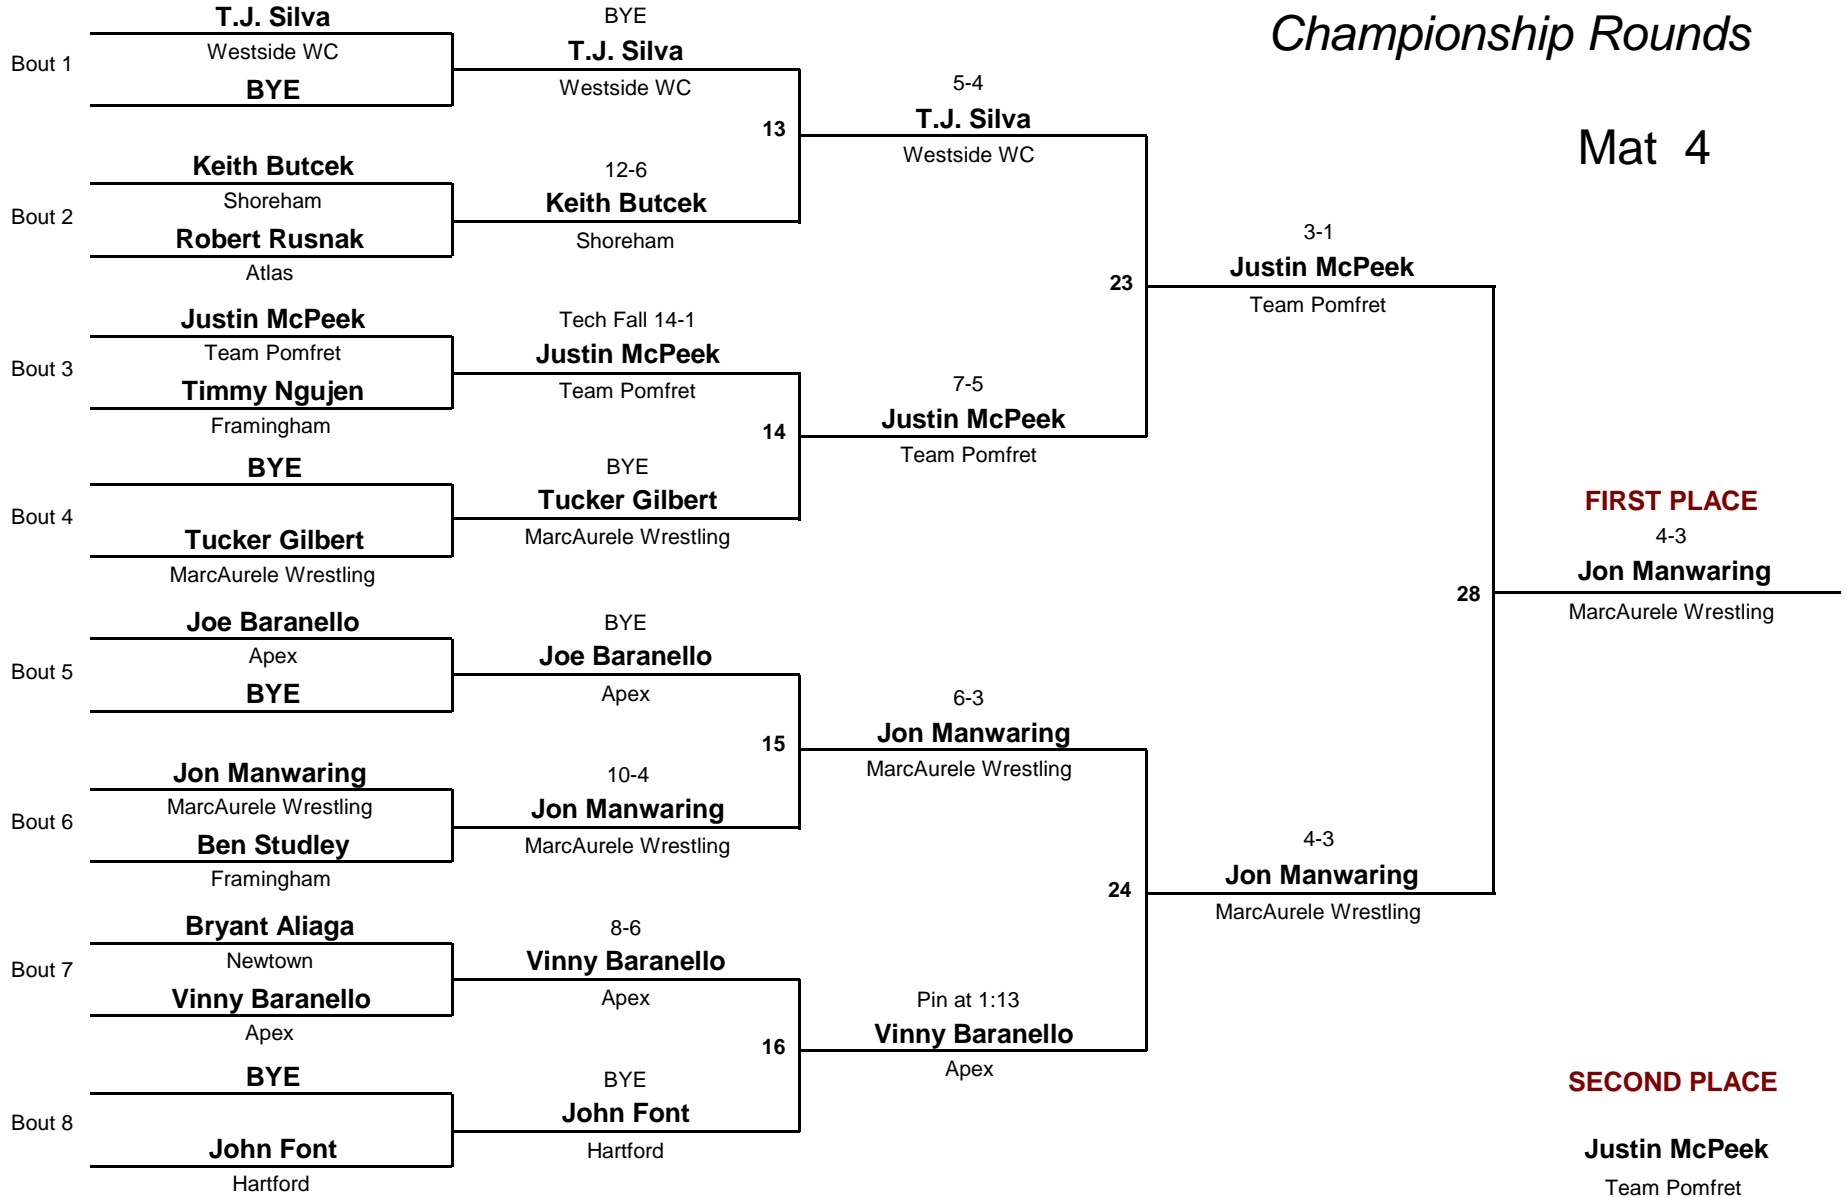 Championship Rounds
Mat 4
Bout 1
T.J. Silva
Westside WC
BYE
Bout 2
Keith Butcek
Shoreham
Robert Rusnak
Atlas
Bout 3
Justin McPeek
Team Pomfret
Timmy Ngujen
Framingham
Bout 4
BYE
Tucker Gilbert
MarcAurele Wrestling
Bout 5
Joe Baranello
Apex
BYE
Bout 6
Jon Manwaring
MarcAurele Wrestling
Ben Studley
Framingham
Bout 7
Bryant Aliaga
Newtown
Vinny Baranello
Apex
Bout 8
BYE
John Font
Hartford
BYE
T.J. Silva
Westside WC
13
12-6
Keith Butcek
Shoreham
Tech Fall 14-1
Justin McPeek
Team Pomfret
14
BYE
Tucker Gilbert
MarcAurele Wrestling
BYE
Joe Baranello
Apex
15
10-4
Jon Manwaring
MarcAurele Wrestling
8-6
Vinny Baranello
Apex
16
BYE
John Font
Hartford
5-4
T.J. Silva
Westside WC
23
7-5
Justin McPeek
Team Pomfret
6-3
Jon Manwaring
MarcAurele Wrestling
24
Pin at 1:13
Vinny Baranello
Apex
3-1
Justin McPeek
Team Pomfret
28
4-3
Jon Manwaring
MarcAurele Wrestling
FIRST PLACE
4-3
Jon Manwaring
MarcAurele Wrestling
SECOND PLACE
Justin McPeek
Team Pomfret